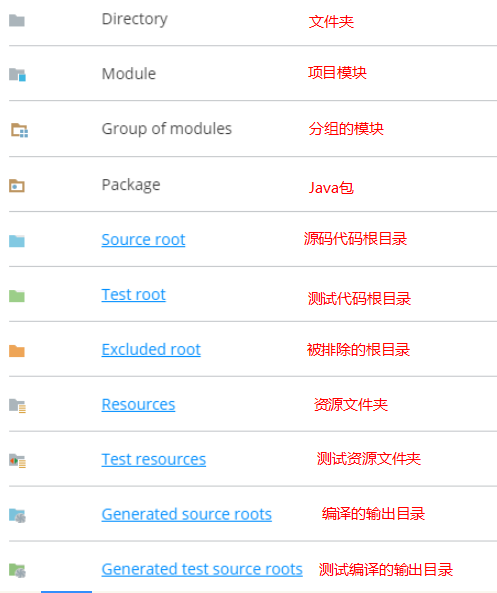 Directory 文件夹
Module 项目模块
Group of modules 分组的模块
Package Java包
Source root 源码代码根目录
Test root 测试代码根目录
Excluded root 被排除的根目录
Resources 资源文件夹
Test resources 测试资源文件夹
Generated source roots 编译的输出目录
Generated test source roots 测试编译的输出目录